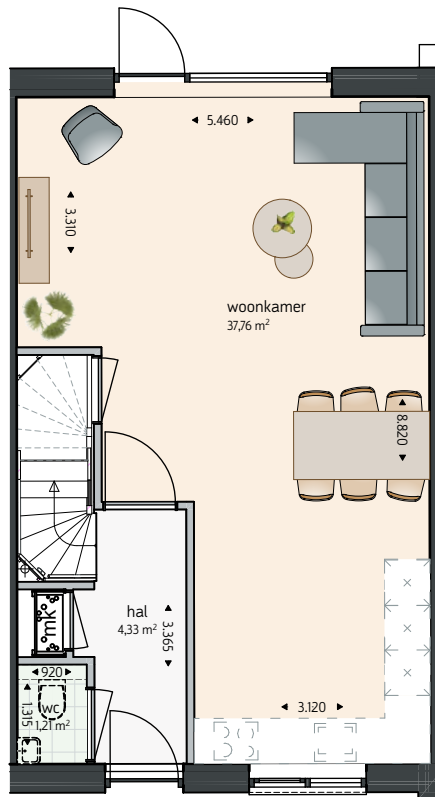 5.460
3.310
woonkamer
37,76 m²
8.820
hal
4,33 m²
3.365
mk
920
wc
1.315
1,21 m²
3.120